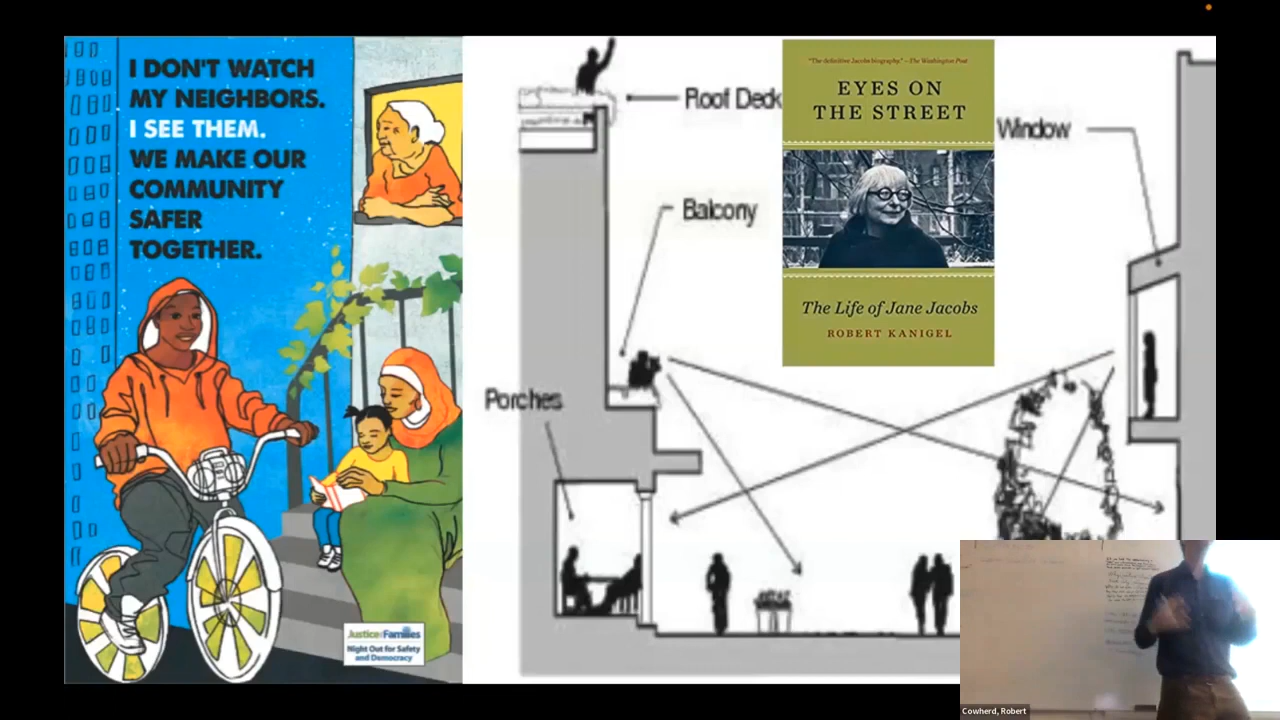 I DON'T WATCH
MY NEIGHBORS.
I SEE THEM.
WE MAKE OUR
COMMUNITY
SAFER
TOGETHER.
Justice Families
Night Out for Safety
and Democracy
Roof Deck
Balcony
Porches
"The definitive Jacobs biography." –The Washington Post
EYES ON
THE STREET
The Life of Jane Jacobs
ROBERT KANIGEL
Window
Cowherd, Robert